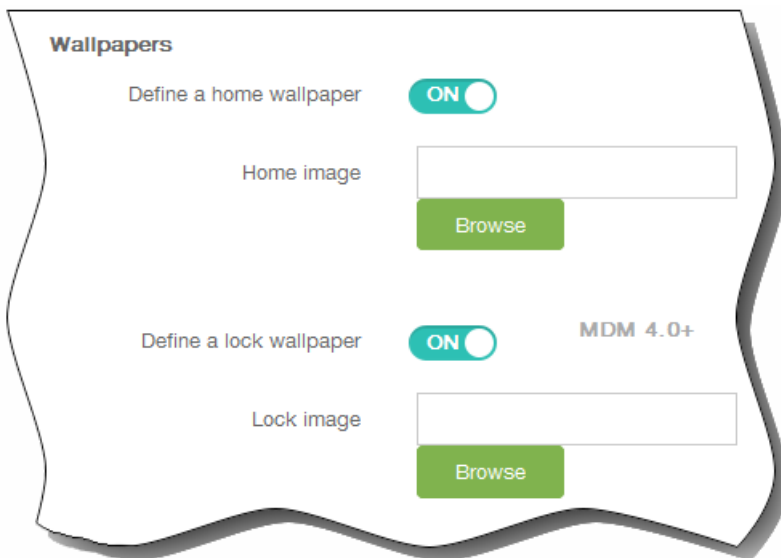 Wallpapers
Define a home wallpaper ON
Home image
Browse
Define a lock wallpaper ON MDM 4.0+
Lock image
Browse